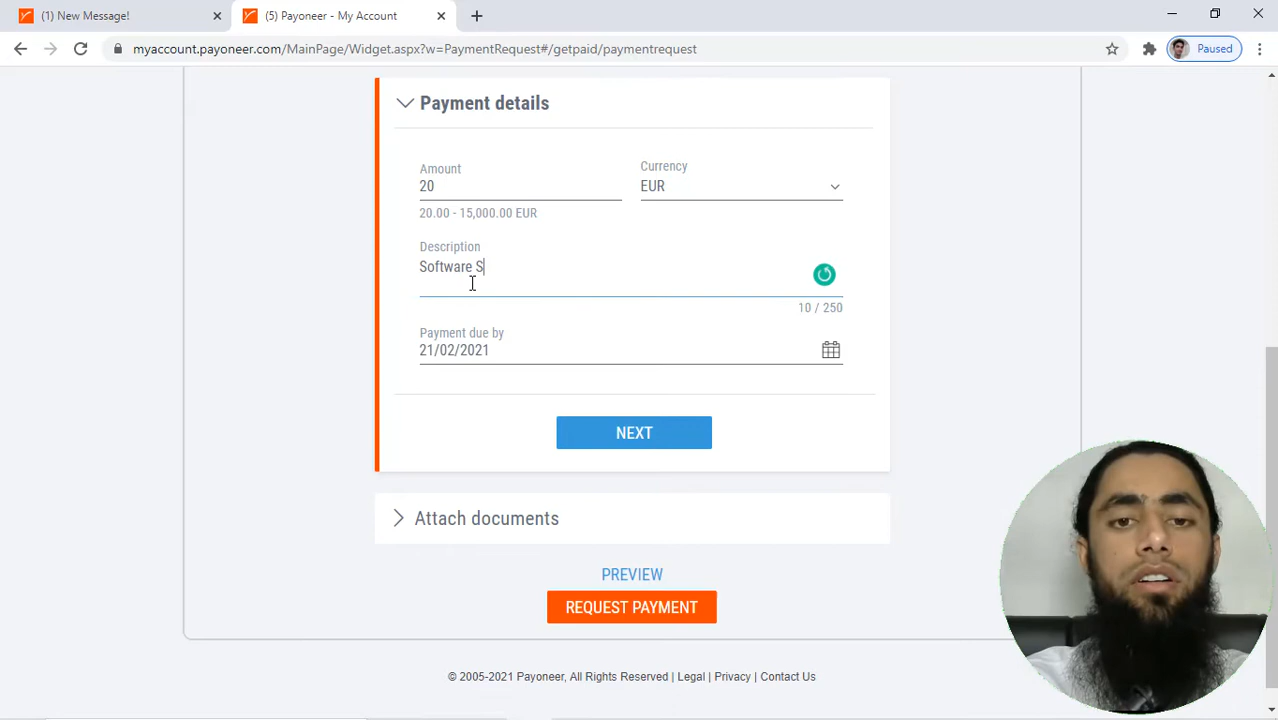 (1) New Message!
(5) Payoneer - My Account
myaccount.payoneer.com/MainPage/Widget.aspx?w=PaymentRequest#/getpaid/paymentrequest
Paused
Payment details
Amount
20
20.00 - 15,000.00 EUR
Currency
EUR
Description
Software S
10 / 250
Payment due by
21/02/2021
NEXT
Attach documents
PREVIEW
REQUEST PAYMENT
© 2005-2021 Payoneer, All Rights Reserved | Legal | Privacy | Contact Us